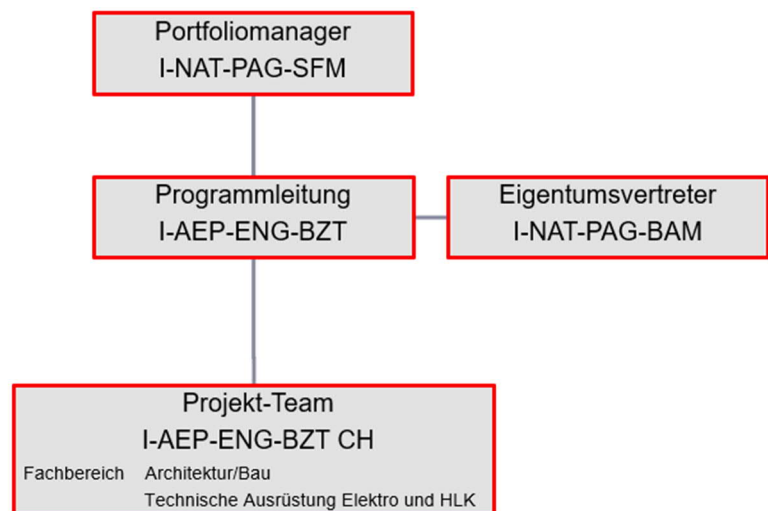 Portfoliomanager
I-NAT-PAG-SFM
Programmleitung
I-AEP-ENG-BZT
Eigentumsvertreter
I-NAT-PAG-BAM
Projekt-Team
I-AEP-ENG-BZT CH
Fachbereich Architektur/Bau
Technische Ausrüstung Elektro und HLK